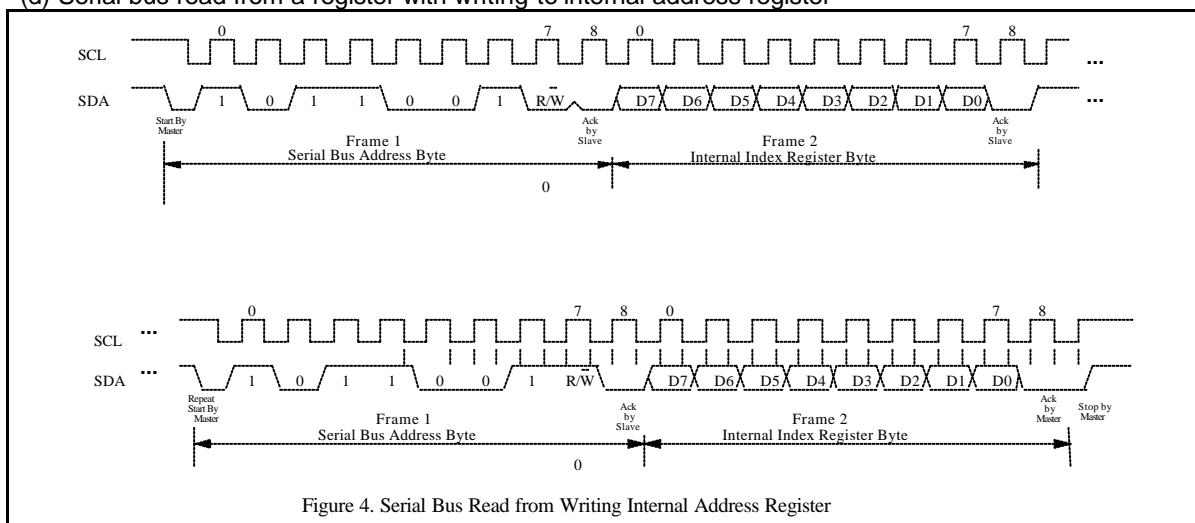 (d) Serial bus read from a register with writing to internal address register
0 7 8 0 7 8
SCL ...
SDA 1 0 1 1 0 0 1 R/W D7 D6 D5 D4 D3 D2 D1 D0 ...
Start By
Master
Ack
by
Slave
Ack
by
Slave
Frame 1
Serial Bus Address Byte
Frame 2
Internal Index Register Byte
0
0 7 8 0 7 8
SCL ...
SDA ... 1 0 1 1 0 0 1 R/W D7 D6 D5 D4 D3 D2 D1 D0
Repeat
Start By
Master
Ack
by
Slave
Ack
by
Master
Stop by
Master
Frame 1
Serial Bus Address Byte
Frame 2
Internal Index Register Byte
0
Figure 4. Serial Bus Read from Writing Internal Address Register